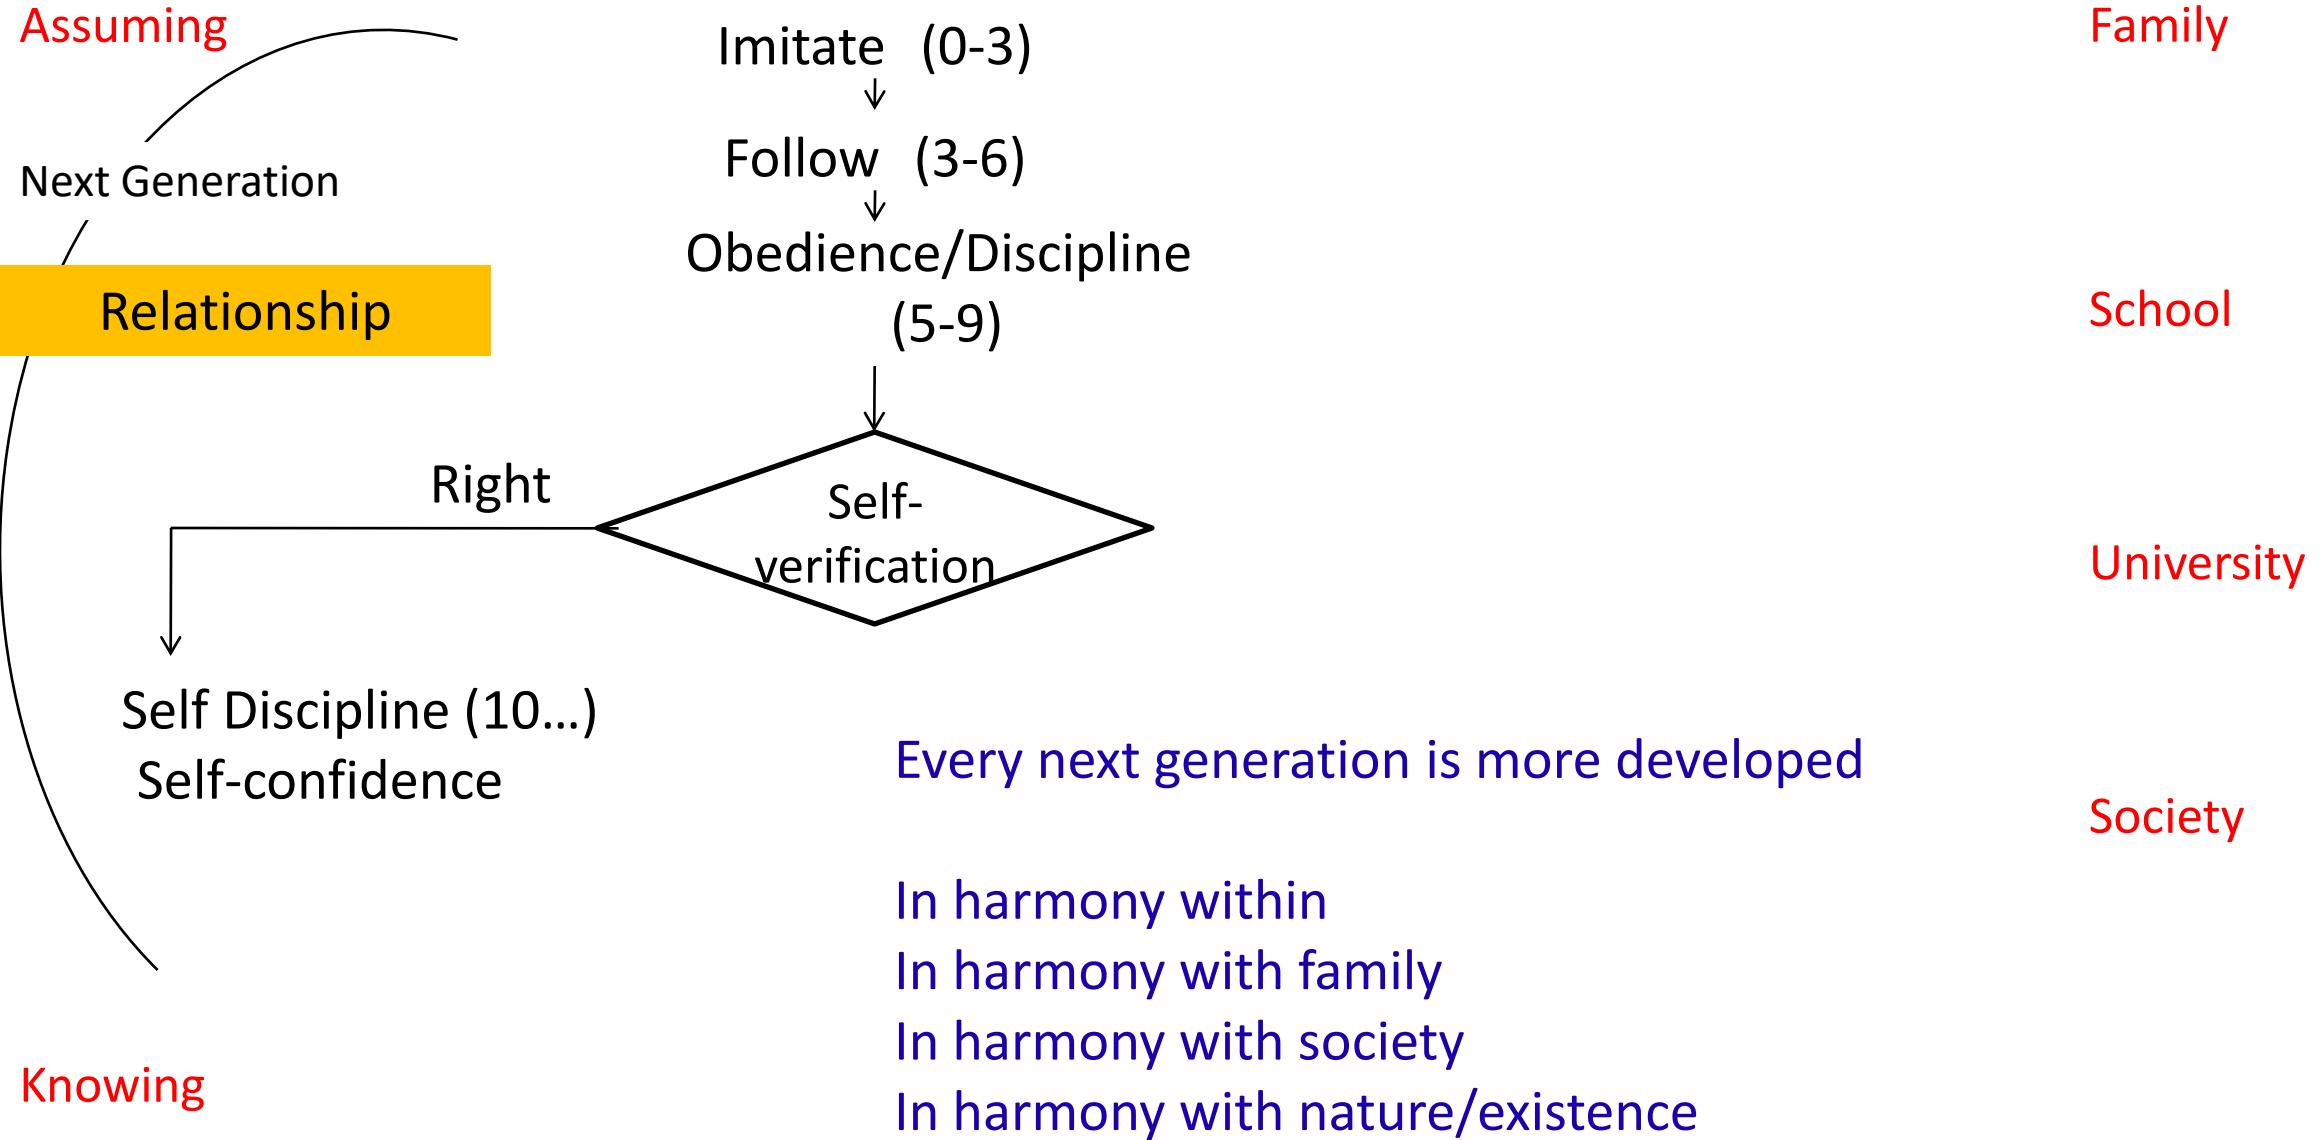 Assuming
Imitate (0-3)
Family
Follow (3-6)
Next Generation
Obedience/Discipline
(5-9)
Relationship
School
Right
Self-
verification
University
Self Discipline (10...)
Self-confidence
Every next generation is more developed
Society
In harmony within
In harmony with family
In harmony with society
Knowing
In harmony with nature/existence